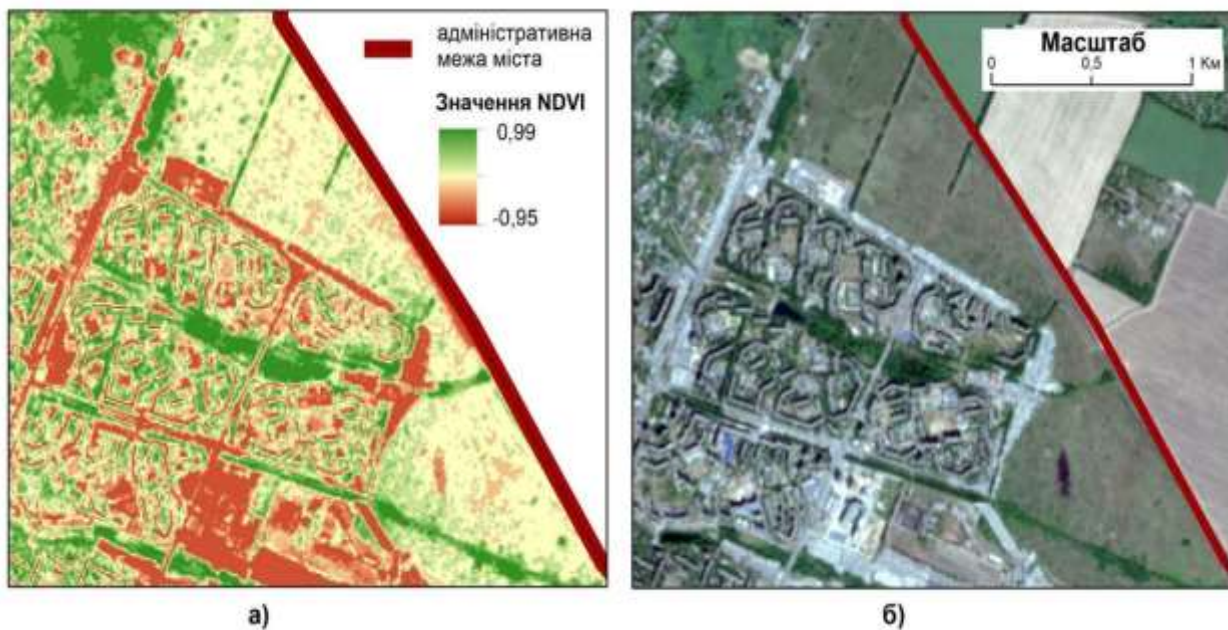 адміністративна
межа міста
Значення NDVI
0,99
-0,95
Масштаб
0 0,5 1 Км
а) б)